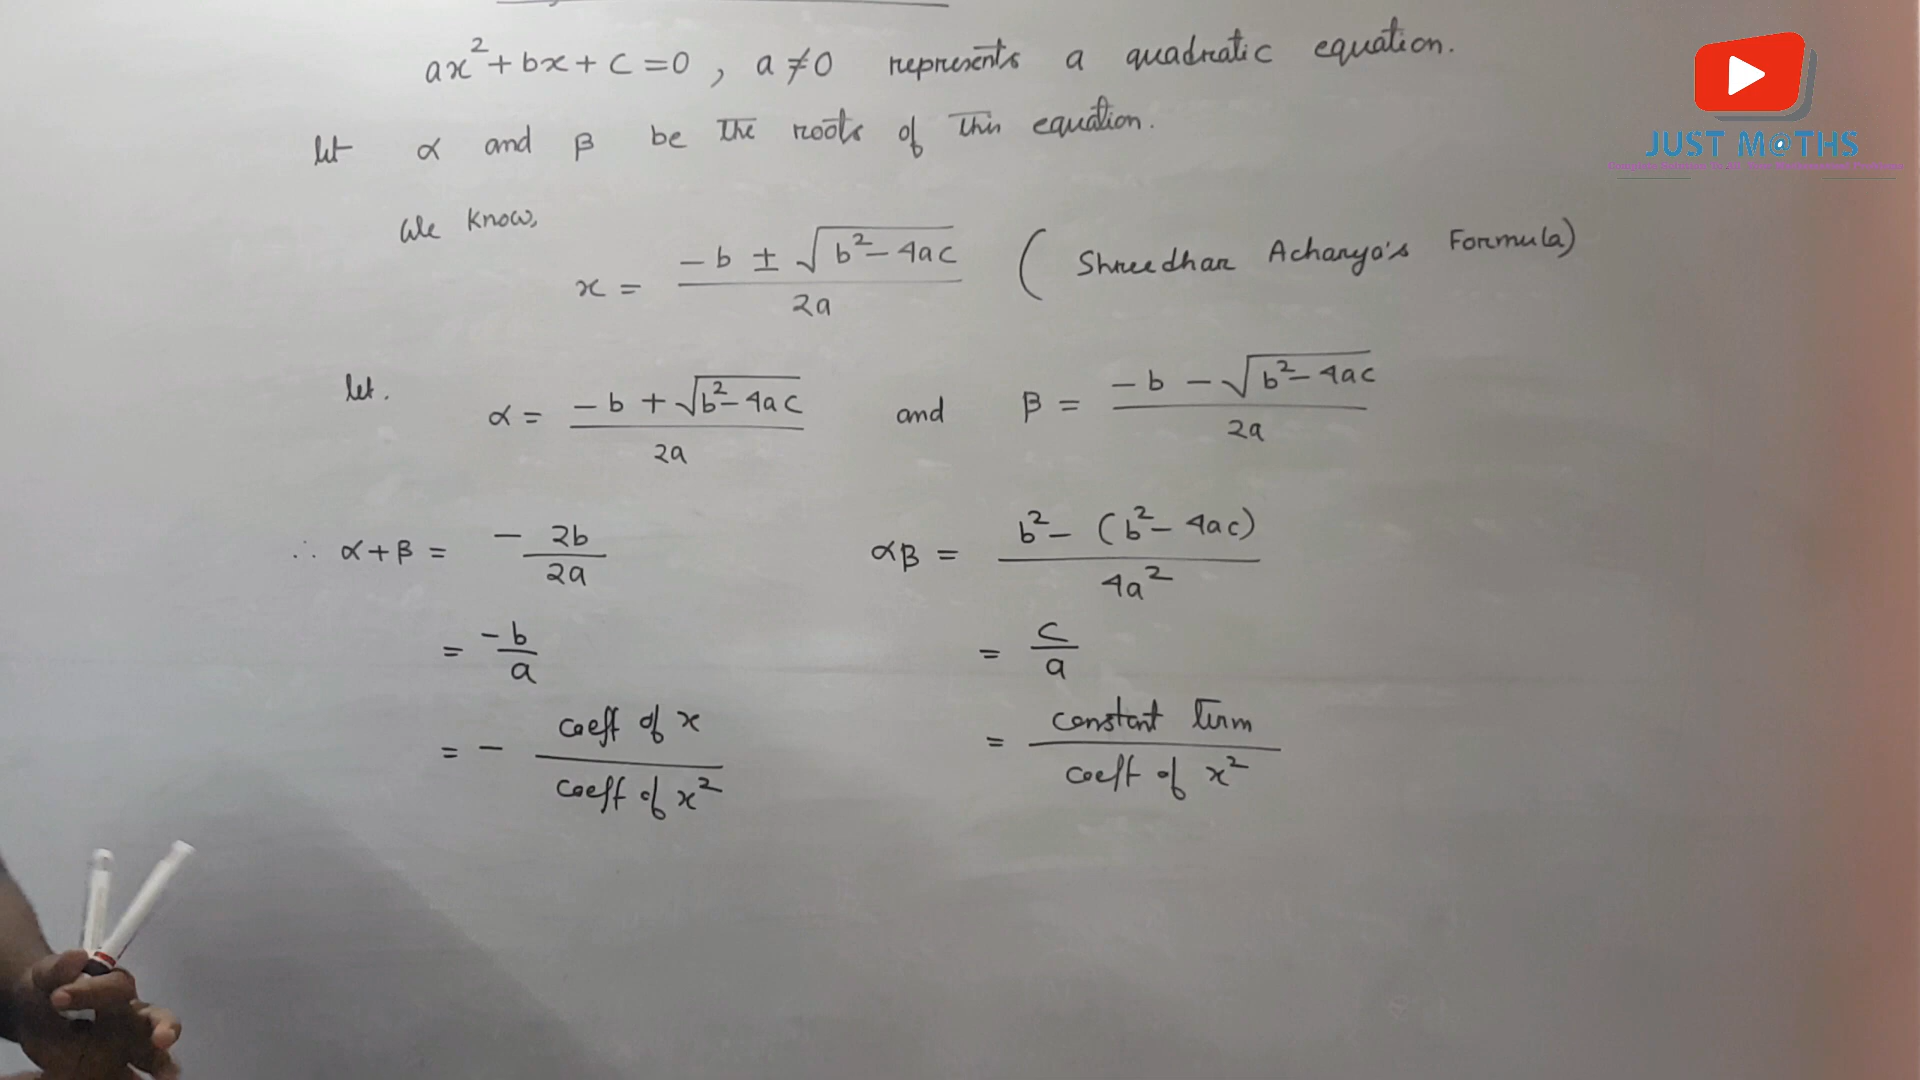 ax² + bx + c = 0 , a ≠ 0 represents a quadratic equation.
let α and β be the roots of this equation.
We know,
x = (-b ± √(b² - 4ac)) / 2a ( Shreedhar Acharya's Formula)
let.
α = (-b + √(b² - 4ac)) / 2a and β = (-b - √(b² - 4ac)) / 2a
∴ α + β = - 2b / 2a αβ = (b² - (b² - 4ac)) / 4a²
= -b / a = c / a
= - coeff of x / coeff of x² = constant term / coeff of x²
JUST M@THS